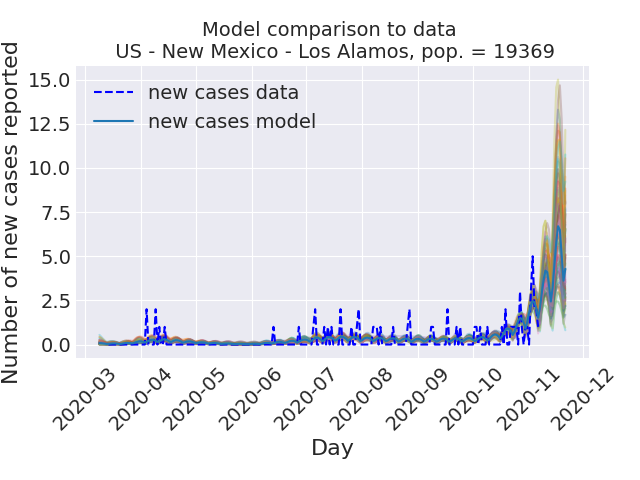 Model comparison to data
US - New Mexico - Los Alamos, pop. = 19369
new cases data
new cases model
Number of new cases reported
15.0
12.5
10.0
7.5
5.0
2.5
0.0
2020-03
2020-04
2020-05
2020-06
2020-07
2020-08
2020-09
2020-10
2020-11
2020-12
Day